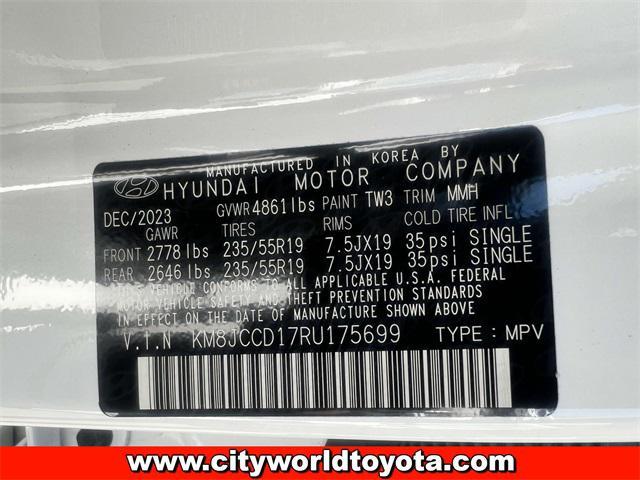 MANUFACTURED IN KOREA BY
HYUNDAI MOTOR COMPANY
DEC/2023 GVWR 4861 lbs PAINT TW3 TRIM MMH
GAWR TIRES RIMS COLD TIRE INFL
FRONT 2778 lbs 235/55R19 7.5JX19 35psi SINGLE
REAR 2646 lbs 235/55R19 7.5JX19 35psi SINGLE
THIS VEHICLE CONFORMS TO ALL APPLICABLE U.S.A. FEDERAL
MOTOR VEHICLE SAFETY AND THEFT PREVENTION STANDARDS
IN EFFECT ON THE DATE OF MANUFACTURE SHOWN ABOVE
V.I.N KM8JCCD17RU175699 TYPE: MPV
www.cityworldtoyota.com